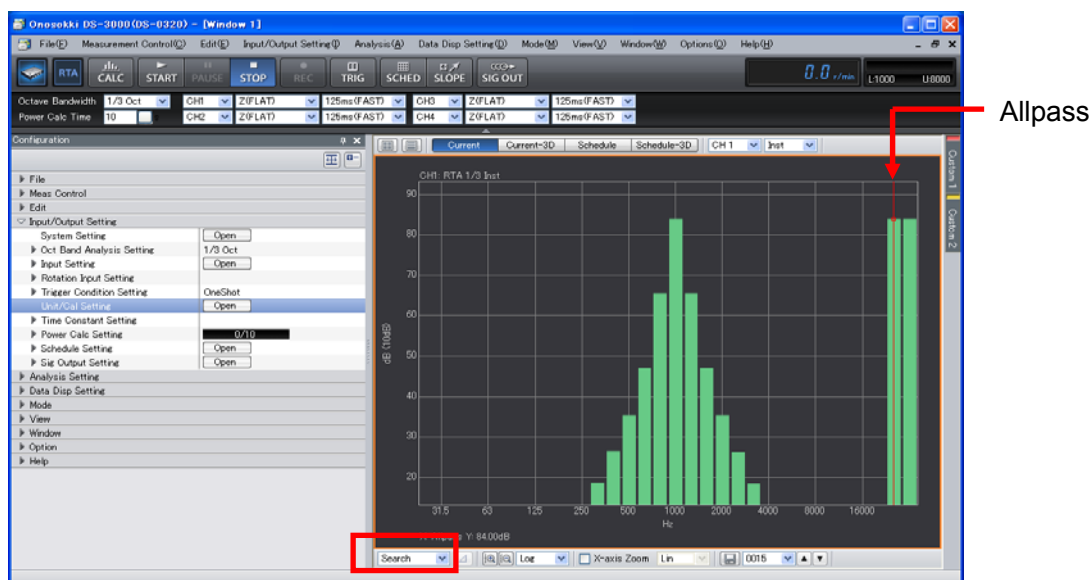 Onosokki DS-3000(DS-0320) - [Window 1]
File(F) Measurement Control(C) Edit(E) Input/Output Setting(I) Analysis(A) Data Disp Setting(D) Mode(M) View(V) Window(W) Options(O) Help(H)
RTA CALC START PAUSE STOP REC TRIG SCHED SLOPE SIG OUT 0.0 r/min L:1000 U:8000
Octave Bandwidth 1/3 Oct CH1 Z(FLAT) 125ms(FAST) CH3 Z(FLAT) 125ms(FAST)
Power Calc Time 10 s CH2 Z(FLAT) 125ms(FAST) CH4 Z(FLAT) 125ms(FAST)
Allpass
Configuration
File
Meas Control
Edit
Input/Output Setting
System Setting Open
Oct Band Analysis Setting 1/3 Oct
Input Setting Open
Rotation Input Setting
Trigger Condition Setting OneShot
Unit/Cal Setting Open
Time Constant Setting
Power Calc Setting 0/10
Schedule Setting Open
Sig Output Setting Open
Analysis Setting
Data Disp Setting
Mode
View
Window
Option
Help
Current Current-3D Schedule Schedule-3D CH 1 Inst
Custom 1
Custom 2
CH1: RTA 1/3 Inst
90
80
70
60
50
40
30
20
dB (10dB)
31.5 63 125 250 500 1000 2000 4000 8000 16000
Hz
Y: 84.00dB
Search Log X-axis Zoom Lin 0015